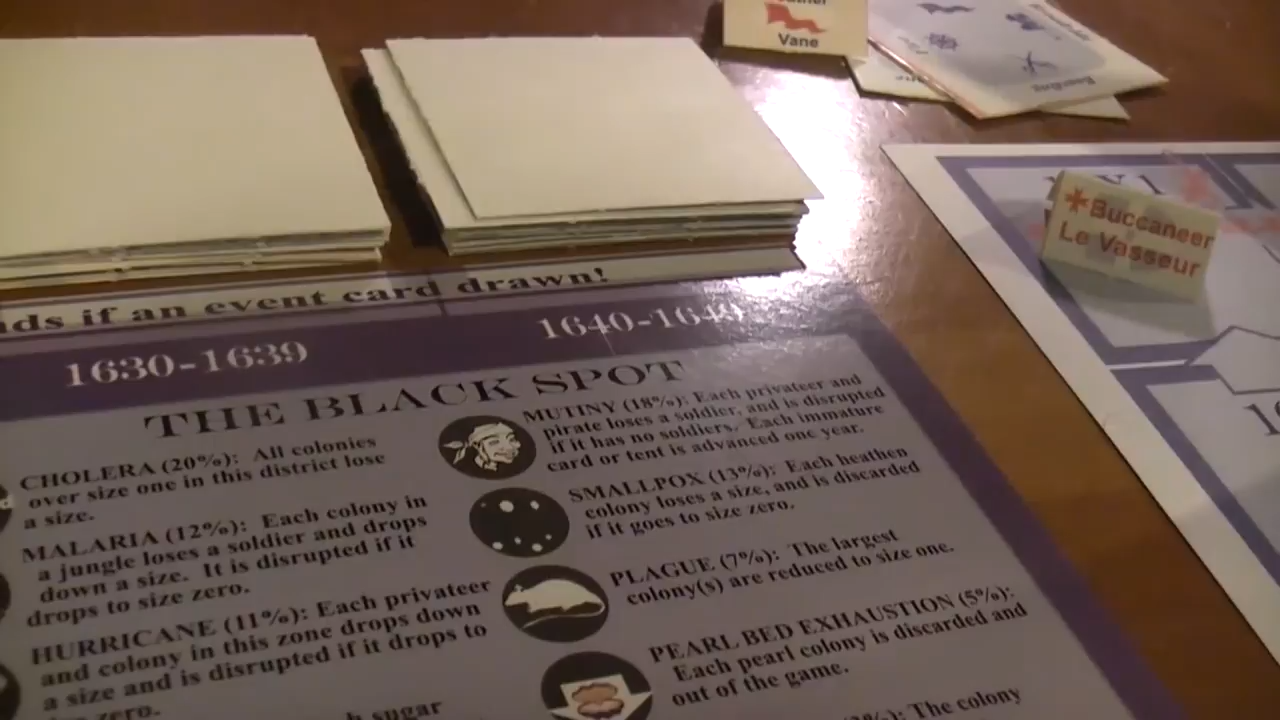 Vane
Buccaneer
Le Vasseur
if an event card drawn!
1630-1639
1640-1649
THE BLACK SPOT
CHOLERA (20%): All colonies
over size one in this district lose
a size.
MALARIA (12%): Each colony in
a jungle loses a soldier and drops
down a size. It is disrupted if it
drops to size zero.
HURRICANE (11%): Each privateer
and colony in this zone drops down
a size and is disrupted if it drops to
zero.
sugar
MUTINY (18%): Each privateer and
pirate loses a soldier, and is disrupted
if it has no soldiers. Each immature
card or tent is advanced one year.
SMALLPOX (13%): Each heathen
colony loses a size, and is discarded
if it goes to size zero.
PLAGUE (7%): The largest
colony(s) are reduced to size one.
PEARL BED EXHAUSTION (5%):
Each pearl colony is discarded and
out of the game.
The colony
Boarding